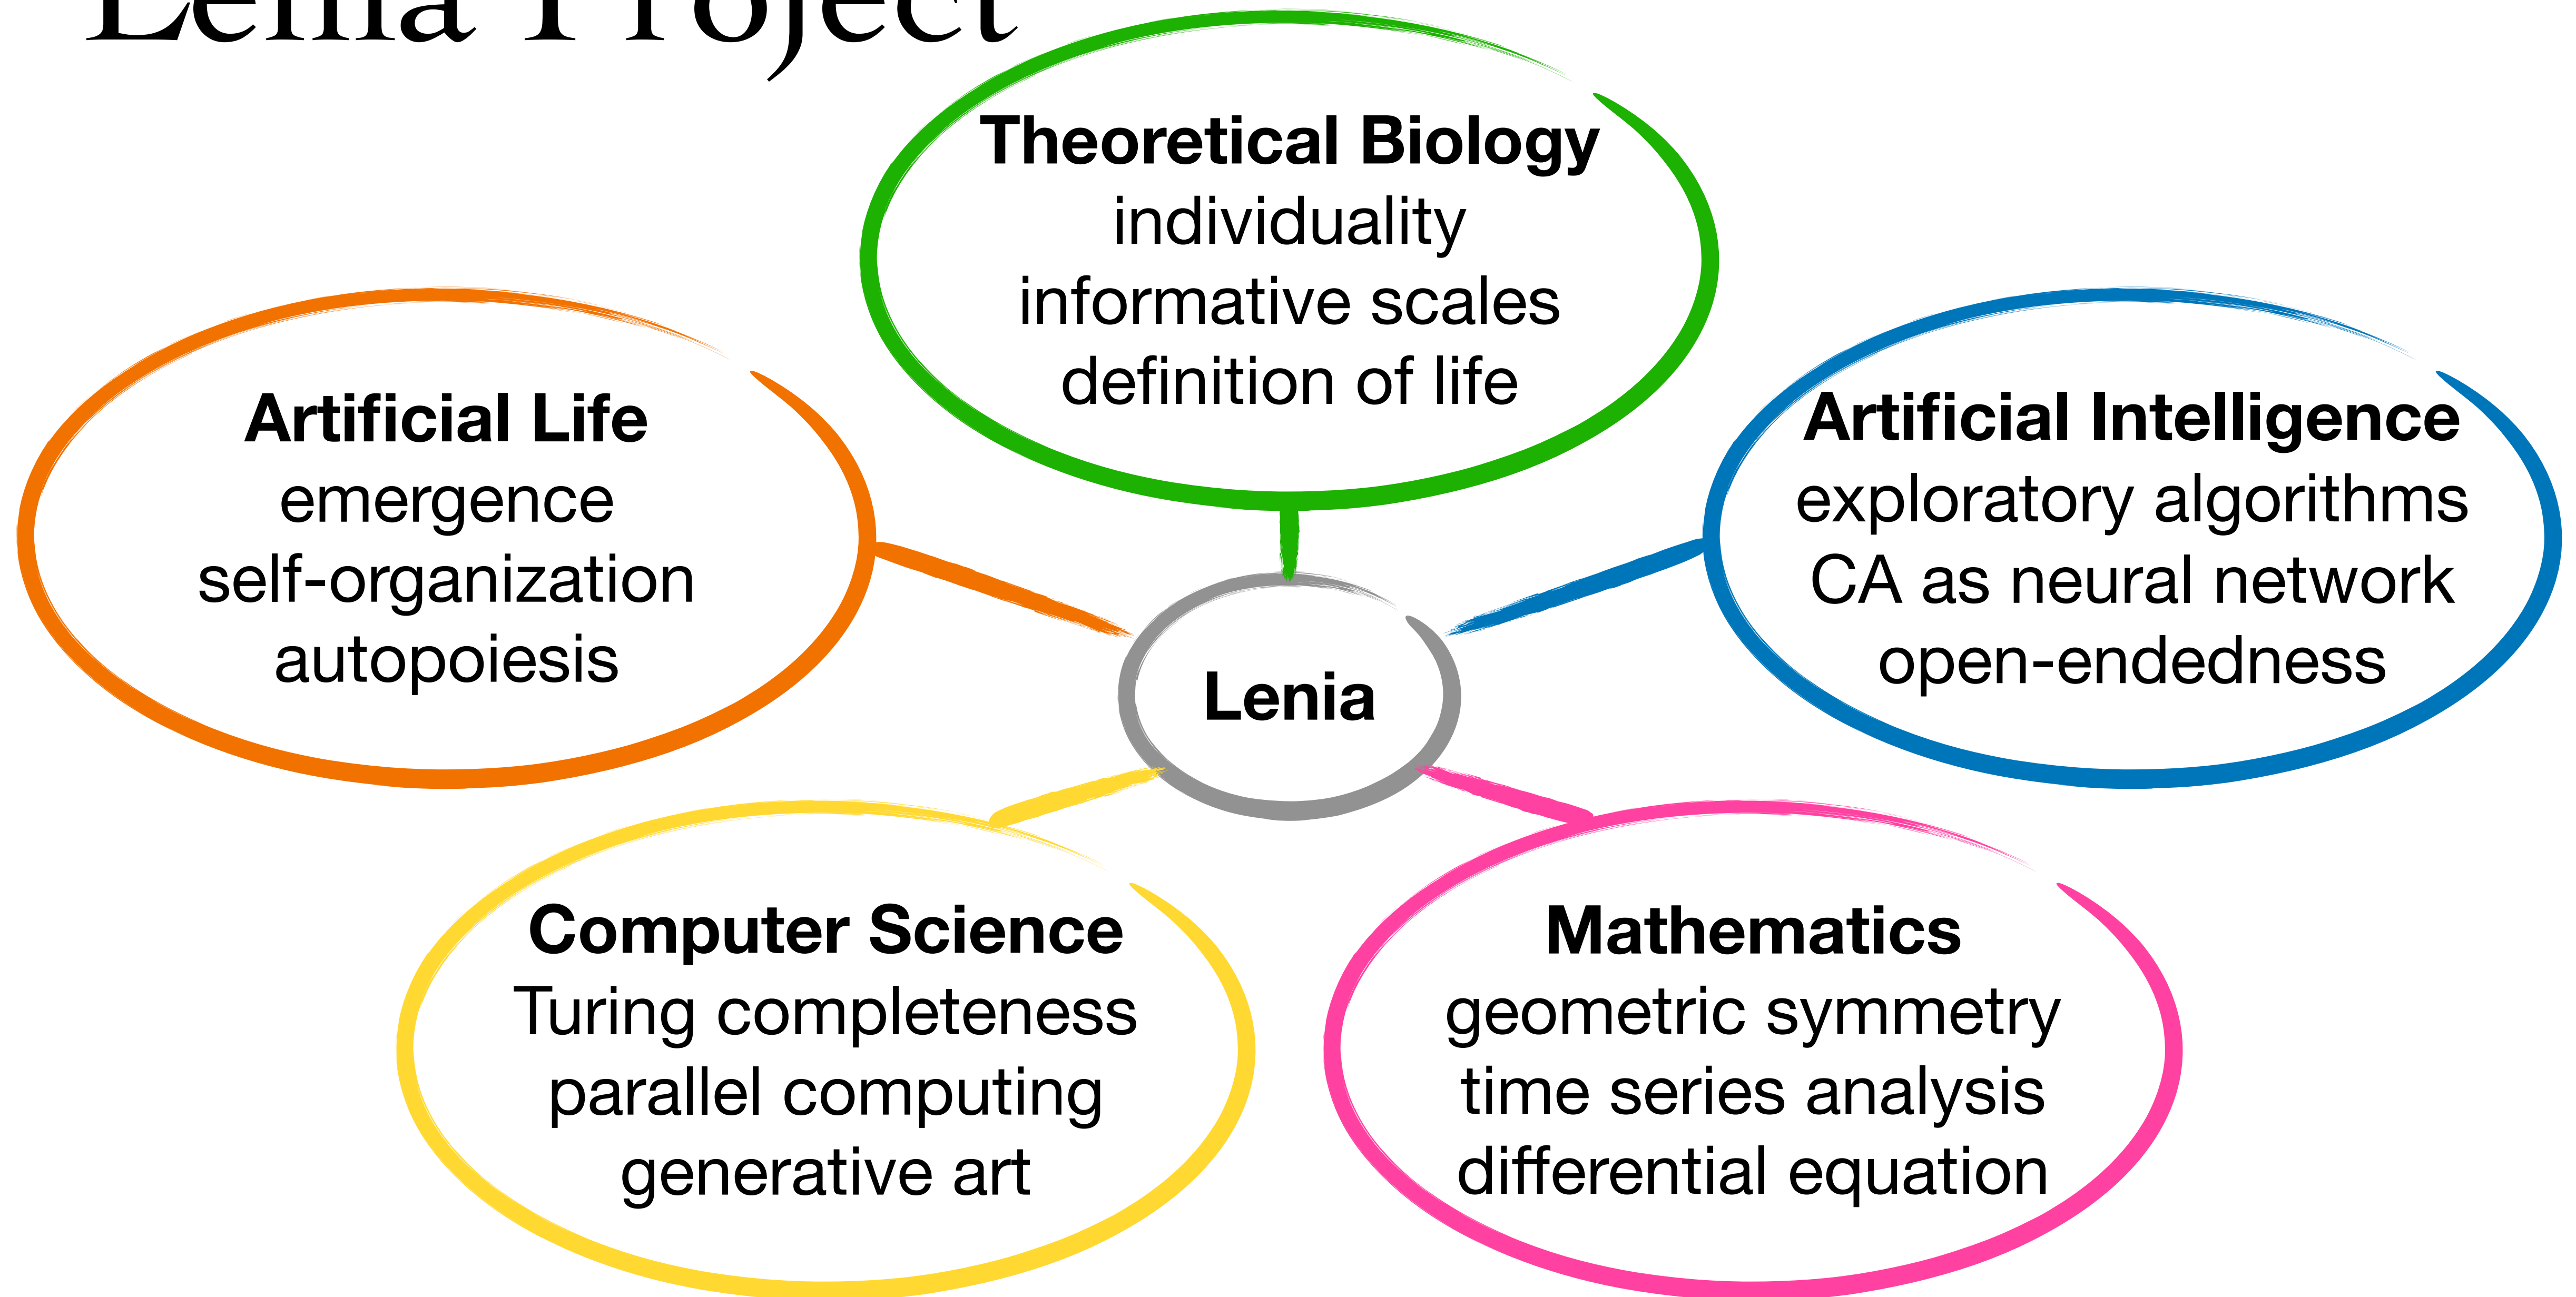 Lenia Project
Theoretical Biology
individuality
informative scales
definition of life
Artificial Life
emergence
self-organization
autopoiesis
Artificial Intelligence
exploratory algorithms
CA as neural network
open-endedness
Lenia
Computer Science
Turing completeness
parallel computing
generative art
Mathematics
geometric symmetry
time series analysis
differential equation